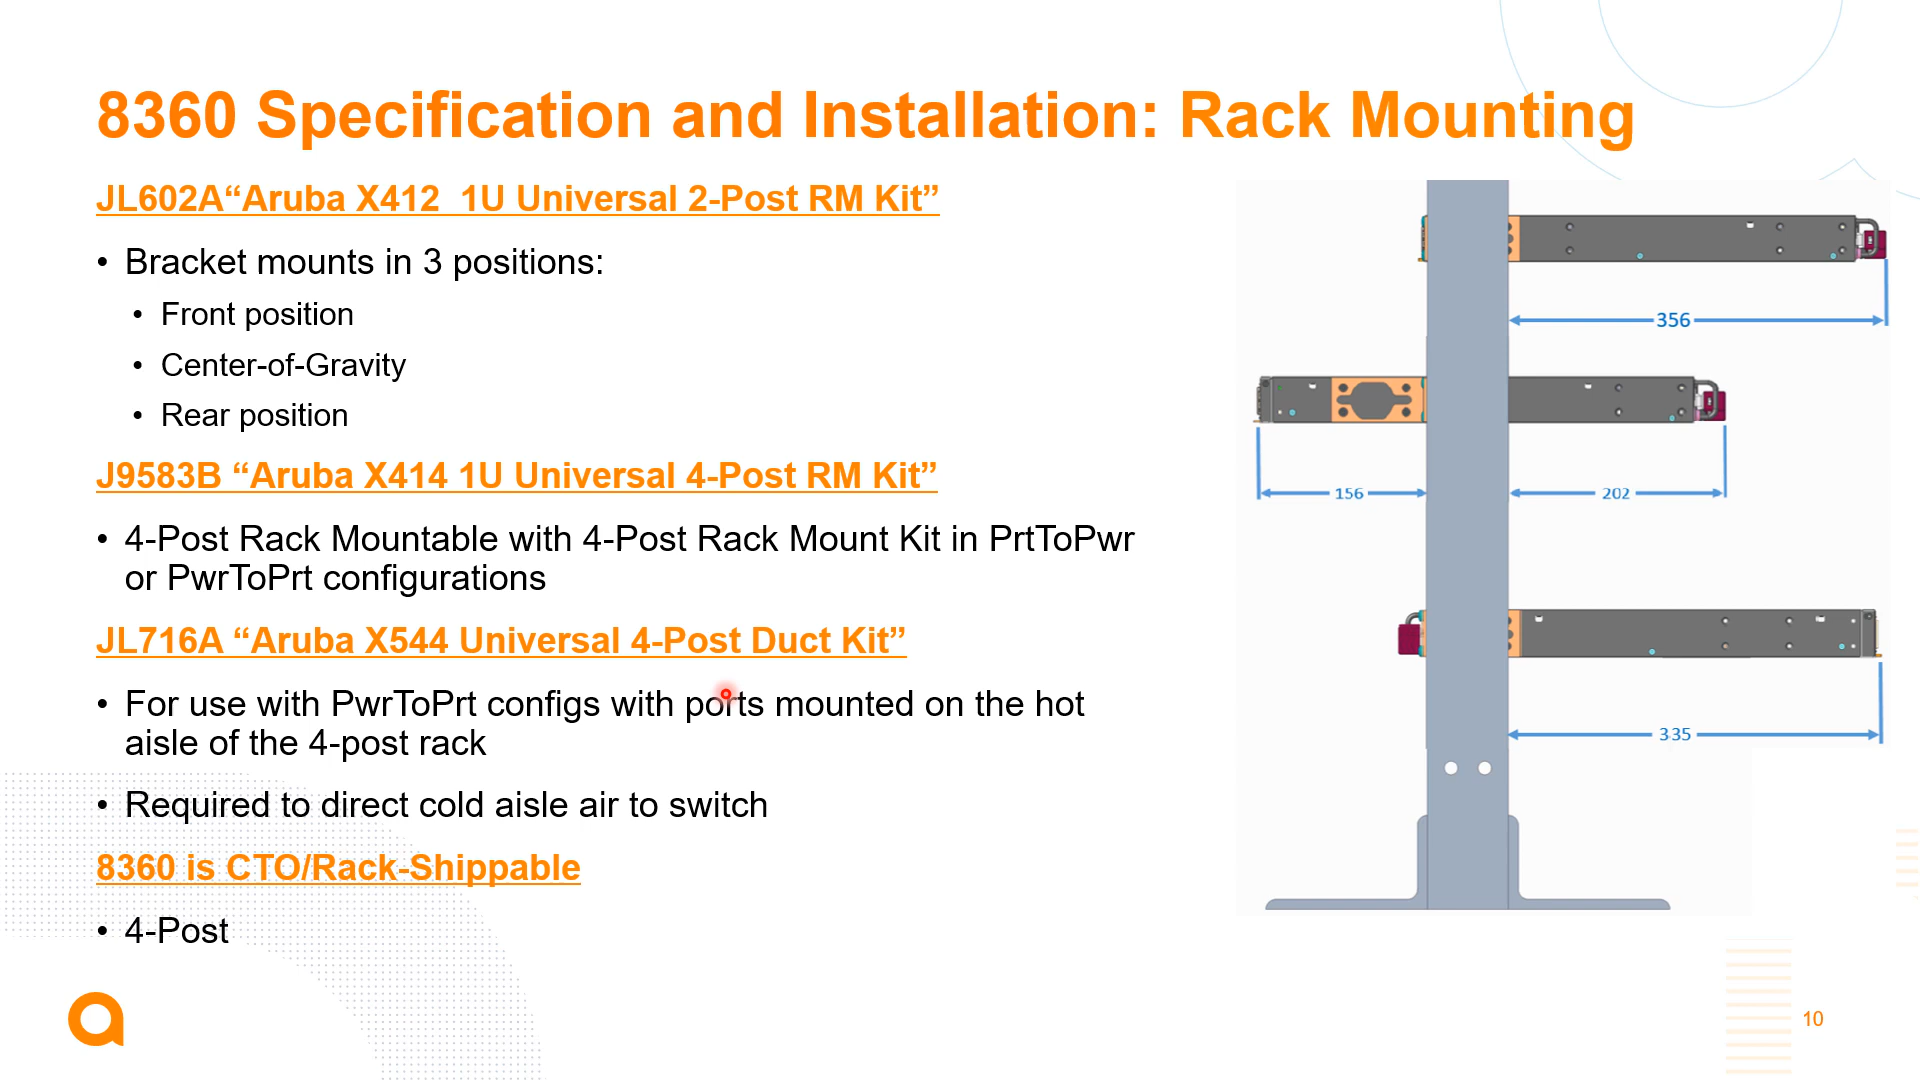 8360 Specification and Installation: Rack Mounting
JL602A“Aruba X412  1U Universal 2-Post RM Kit”
• Bracket mounts in 3 positions:
• Front position
• Center-of-Gravity
• Rear position
J9583B “Aruba X414 1U Universal 4-Post RM Kit”
• 4-Post Rack Mountable with 4-Post Rack Mount Kit in PrtToPwr
or PwrToPrt configurations
JL716A “Aruba X544 Universal 4-Post Duct Kit”
• For use with PwrToPrt configs with ports mounted on the hot
aisle of the 4-post rack
• Required to direct cold aisle air to switch
8360 is CTO/Rack-Shippable
• 4-Post
356
156
202
335
10